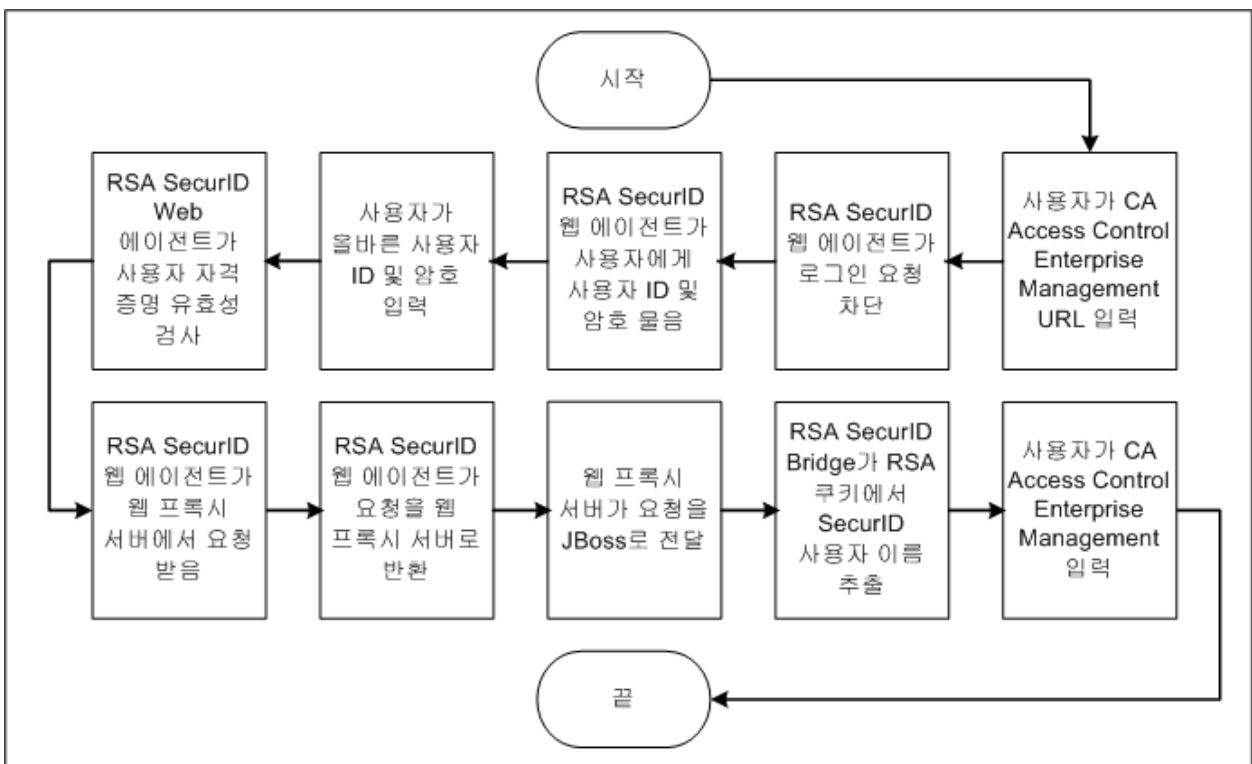 시작
사용자가 CA
Access Control
Enterprise
Management
URL 입력
RSA SecurID
웹 에이전트가
로그인 요청
차단
RSA SecurID
웹 에이전트가
사용자에게
사용자 ID 및
암호 물음
사용자가
올바른 사용자
ID 및 암호
입력
RSA SecurID
Web
에이전트가
사용자 자격
증명 유효성
검사
RSA SecurID
웹 에이전트가
웹 프록시
서버에서 요청
받음
RSA SecurID
웹 에이전트가
요청을 웹
프록시 서버로
반환
웹 프록시
서버가 요청을
JBoss로 전달
RSA SecurID
Bridge가 RSA
쿠키에서
SecurID
사용자 이름
추출
사용자가 CA
Access Control
Enterprise
Management
입력
끝